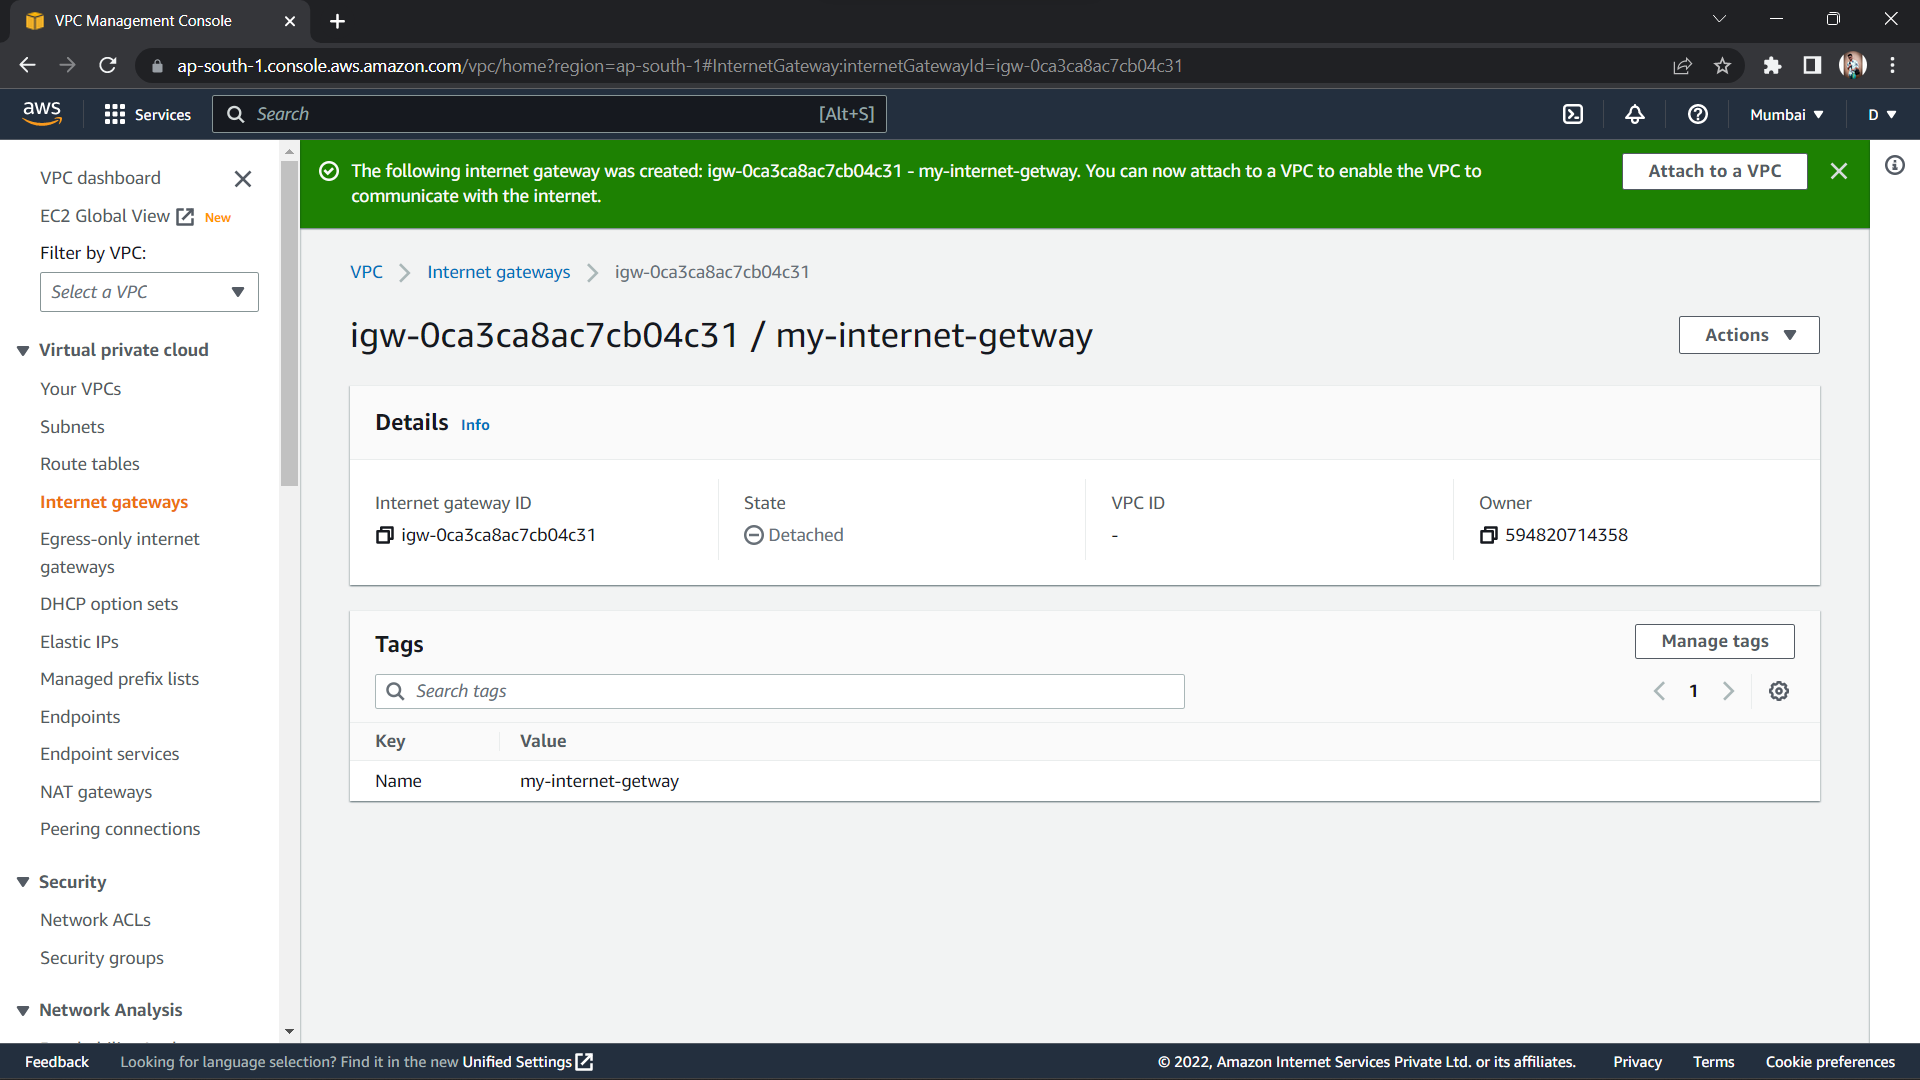 VPC Management Console
ap-south-1.console.aws.amazon.com/vpc/home?region=ap-south-1#InternetGateway:internetGatewayId=igw-0ca3ca8ac7cb04c31
aws Services Search [Alt+S] Mumbai D
VPC dashboard
EC2 Global View New
Filter by VPC:
Select a VPC
Virtual private cloud
Your VPCs
Subnets
Route tables
Internet gateways
Egress-only internet
gateways
DHCP option sets
Elastic IPs
Managed prefix lists
Endpoints
Endpoint services
NAT gateways
Peering connections
Security
Network ACLs
Security groups
Network Analysis
The following internet gateway was created: igw-0ca3ca8ac7cb04c31 - my-internet-getway. You can now attach to a VPC to enable the VPC to
communicate with the internet.
Attach to a VPC
VPC Internet gateways igw-0ca3ca8ac7cb04c31
igw-0ca3ca8ac7cb04c31 / my-internet-getway
Actions
Details Info
Internet gateway ID
igw-0ca3ca8ac7cb04c31
State
Detached
VPC ID
-
Owner
594820714358
Tags
Manage tags
Search tags
1
Key Value
Name my-internet-getway
Feedback Looking for language selection? Find it in the new Unified Settings © 2022, Amazon Internet Services Private Ltd. or its affiliates. Privacy Terms Cookie preferences